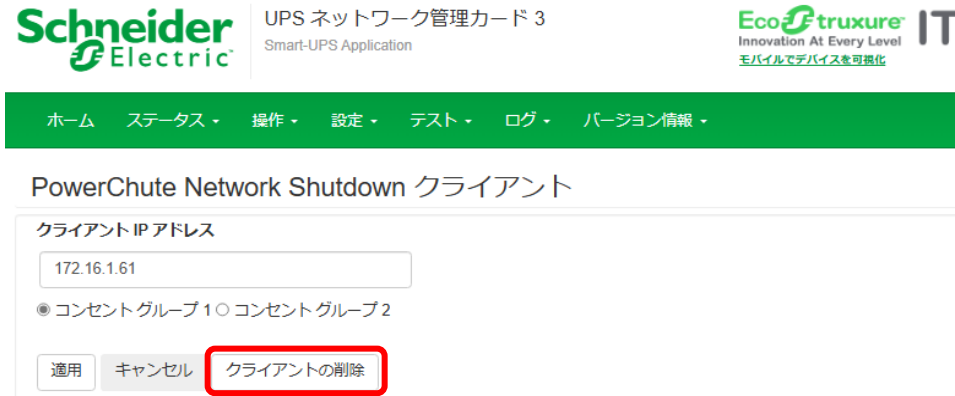 Schneider Electric
UPS ネットワーク管理カード 3
Smart-UPS Application
EcoStruxure IT
Innovation At Every Level
モバイルでデバイスを可視化
ホーム ステータス 操作 設定 テスト ログ バージョン情報
PowerChute Network Shutdown クライアント
クライアント IP アドレス
172.16.1.61
コンセント グループ 1 コンセント グループ 2
適用 キャンセル クライアントの削除